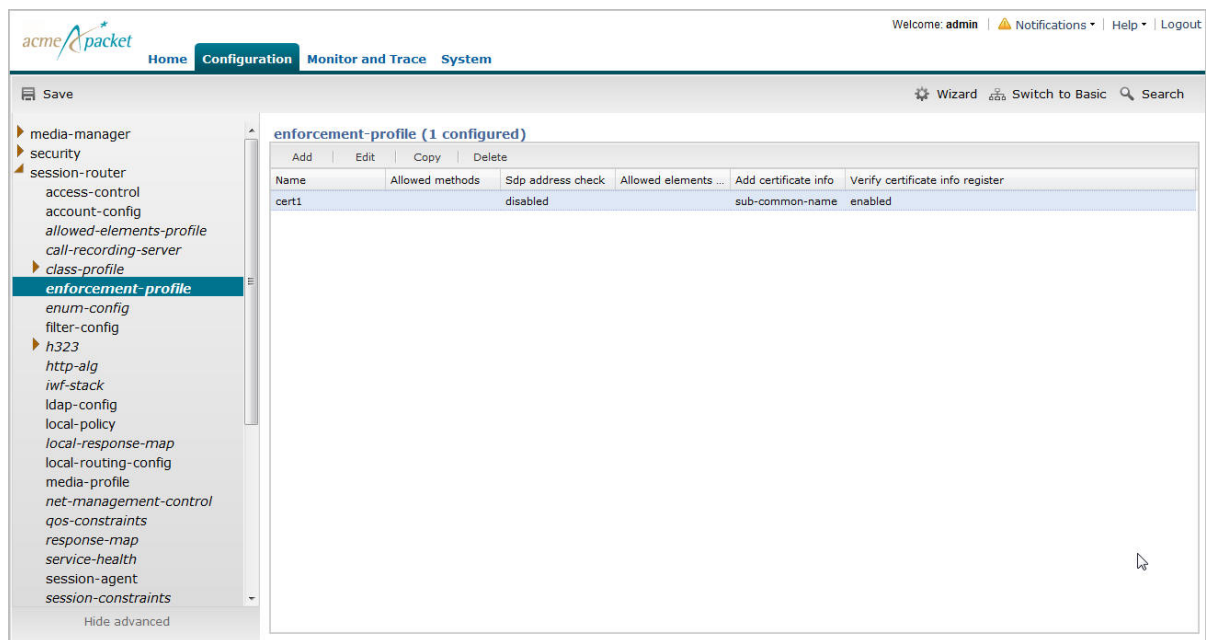 acme packet
Welcome: admin | Notifications | Help | Logout
Home Configuration Monitor and Trace System
Save Wizard Switch to Basic Search
media-manager
security
session-router
access-control
account-config
allowed-elements-profile
call-recording-server
class-profile
enforcement-profile
enum-config
filter-config
h323
http-alg
iwf-stack
ldap-config
local-policy
local-response-map
local-routing-config
media-profile
net-management-control
qos-constraints
response-map
service-health
session-agent
session-constraints
Hide advanced
enforcement-profile (1 configured)
Add | Edit | Copy | Delete
Name Allowed methods Sdp address check Allowed elements ... Add certificate info Verify certificate info register
cert1 disabled sub-common-name enabled